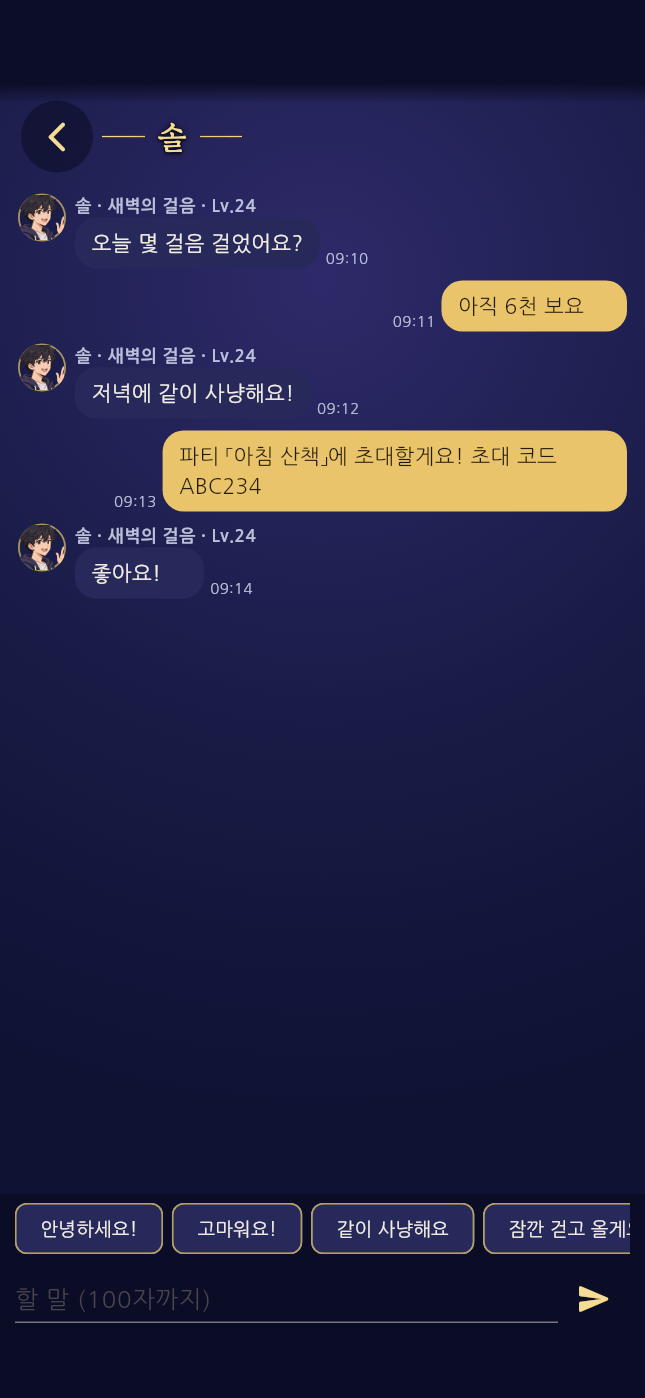 솔
솔 · 새벽의 걸음 · Lv.24
오늘 몇 걸음 걸었어요?
09:10
아직 6천 보요
09:11
솔 · 새벽의 걸음 · Lv.24
저녁에 같이 사냥해요!
09:12
파티 「아침 산책」에 초대할게요! 초대 코드
ABC234
09:13
솔 · 새벽의 걸음 · Lv.24
좋아요!
09:14
안녕하세요!
고마워요!
같이 사냥해요
잠깐 걷고 올게
할 말 (100자까지)